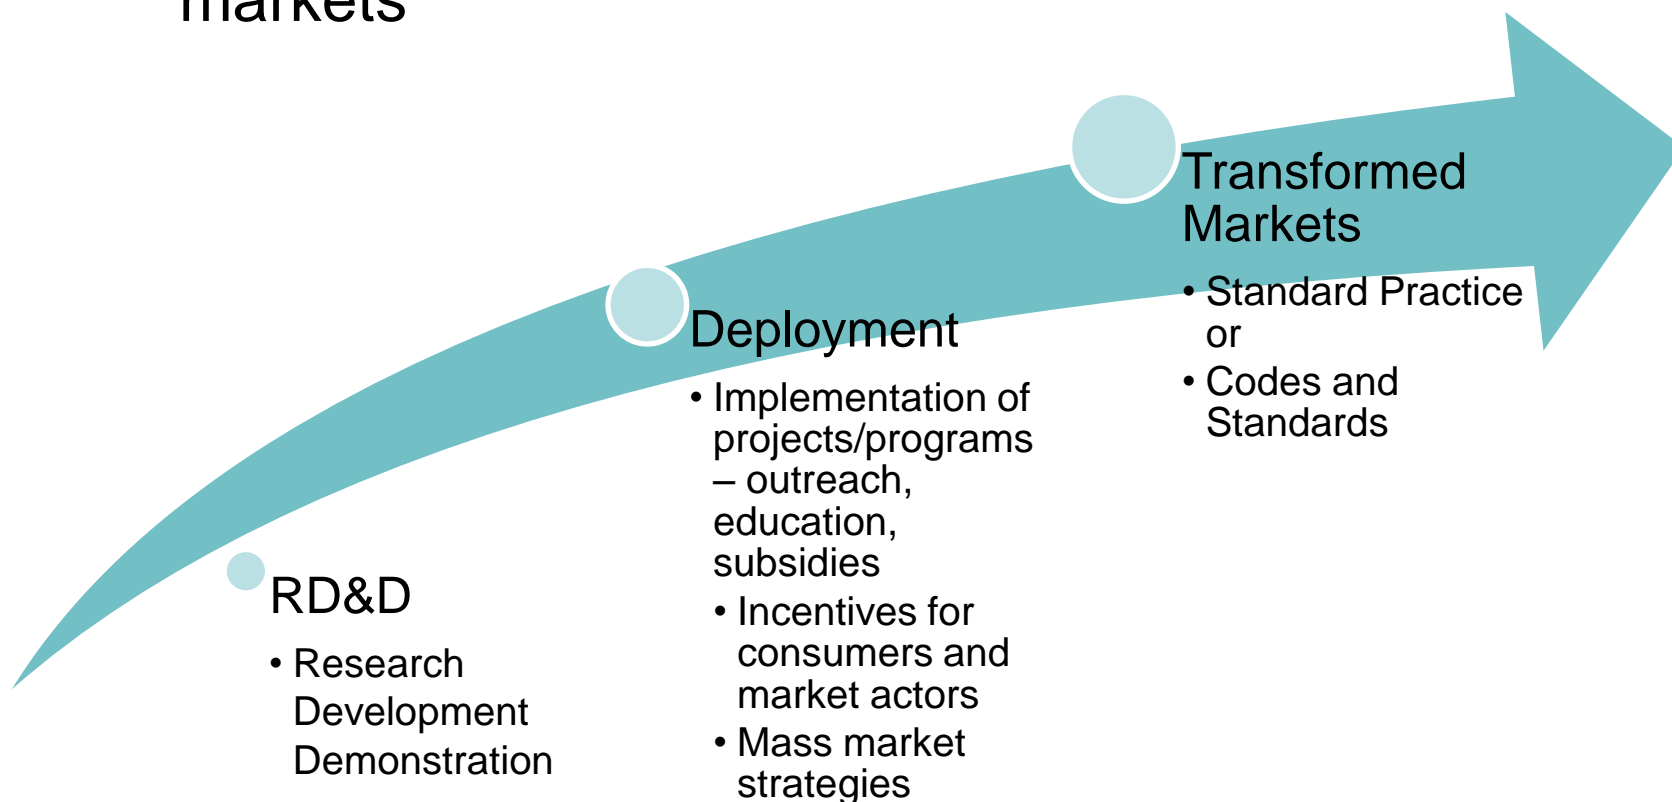 markets
Transformed
Markets
• Standard Practice
or
• Codes and
Standards
Deployment
• Implementation of
projects/programs
– outreach,
education,
subsidies
• Incentives for
consumers and
market actors
• Mass market
strategies
RD&D
• Research
Development
Demonstration